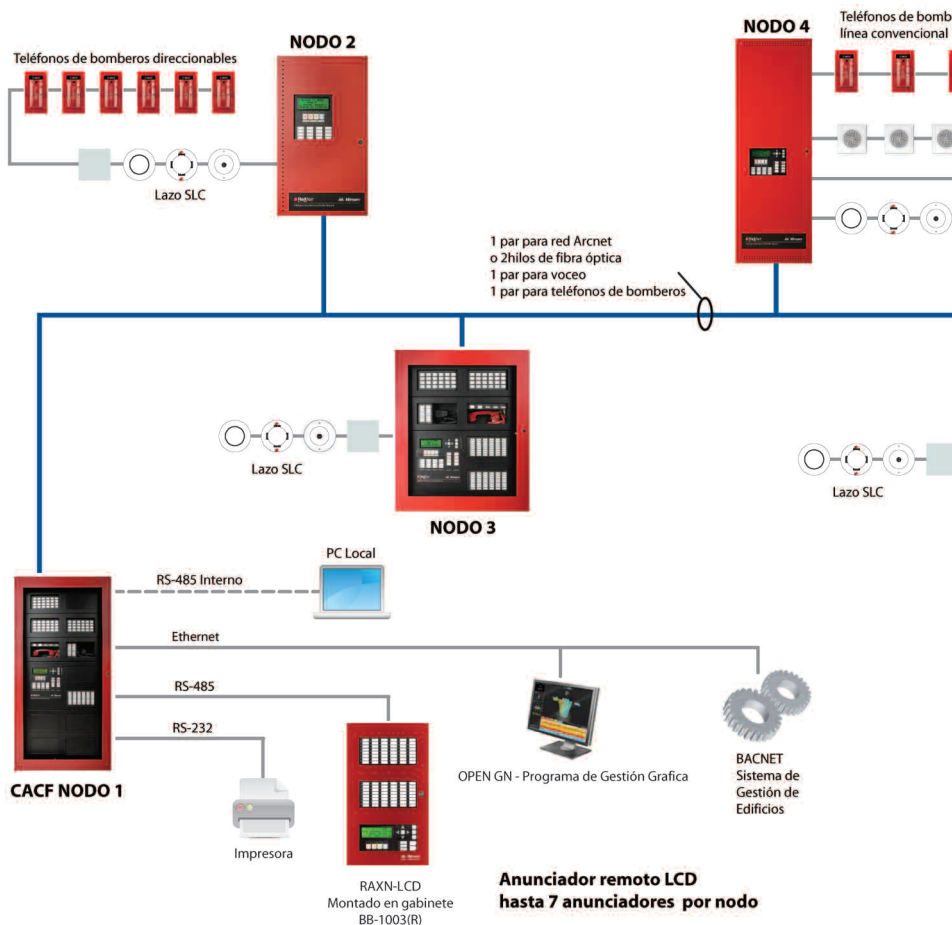 Teléfonos de bomberos direccionables
NODO 2
NODO 4
Teléfonos de bomb
línea convencional
Lazo SLC
1 par para red Arcnet
o 2hilos de fibra óptica
1 par para voceo
1 par para teléfonos de bomberos
Lazo SLC
NODO 3
Lazo SLC
PC Local
RS-485 Interno
Ethernet
RS-485
RS-232
CACF NODO 1
Impresora
RAXN-LCD
Montado en gabinete
BB-1003(R)
OPEN GN - Programa de Gestión Grafica
BACNET
Sistema de
Gestión de
Edificios
Anunciador remoto LCD
hasta 7 anunciadores por nodo